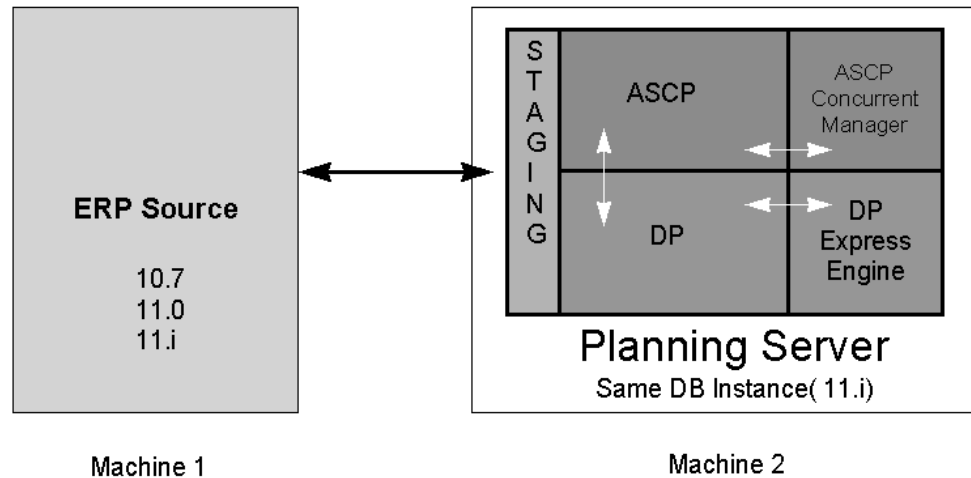 ERP Source
10.7
11.0
11.i
Machine 1
S
T
A
G
I
N
G
ASCP
ASCP
Concurrent
Manager
DP
DP
Express
Engine
Planning Server
Same DB Instance( 11.i)
Machine 2